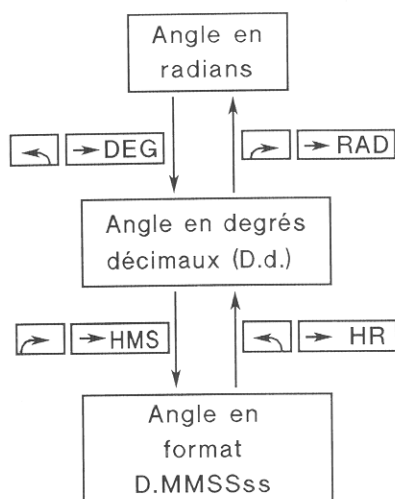 Angle en
radians
→ DEG
→ RAD
Angle en degrés
décimaux (D.d.)
→ HMS
→ HR
Angle en
format
D.MMSSss